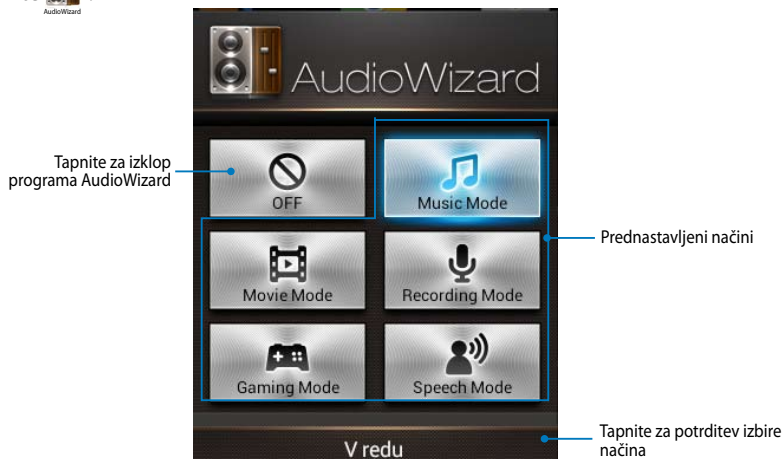 AudioWizard
AudioWizard
Tapnite za izklop
programa AudioWizard
OFF
Music Mode
Prednastavljeni načini
Movie Mode
Recording Mode
Gaming Mode
Speech Mode
V redu
Tapnite za potrditev izbire
načina